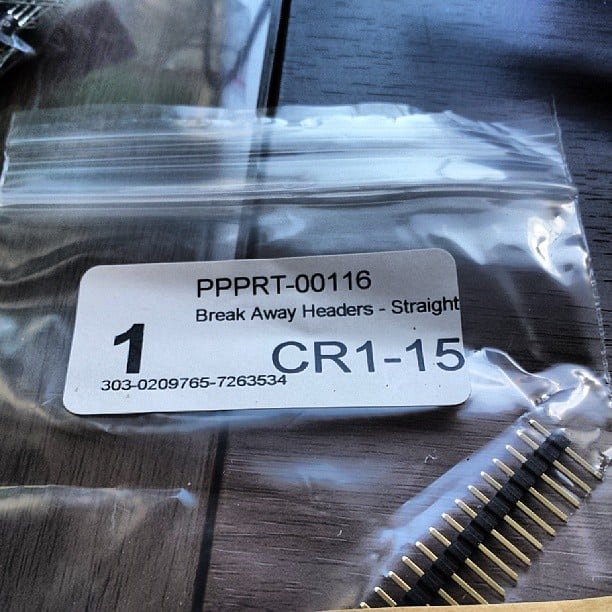 PPPRT-00116
Break Away Headers - Straight
1
CR1-15
303-0209765-7263534